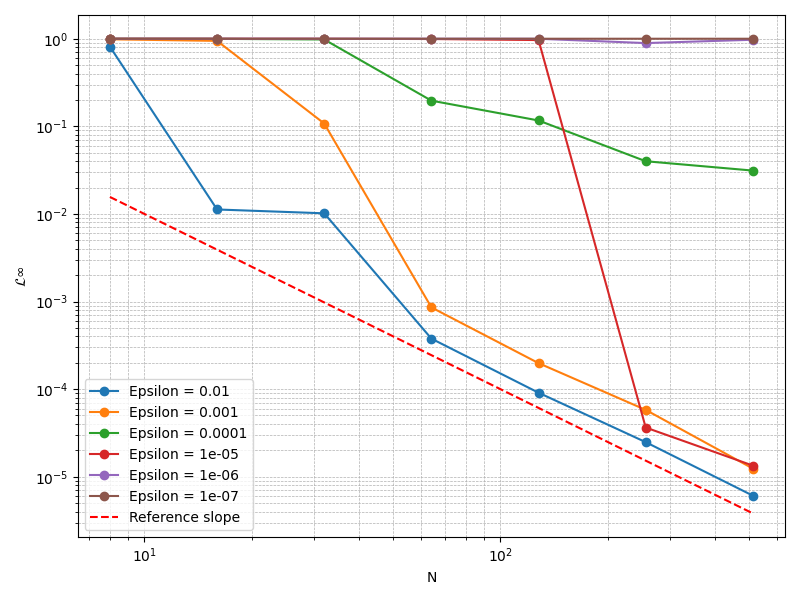 10⁰
10⁻¹
10⁻²
10⁻³
10⁻⁴
10⁻⁵
ℒ∞
Epsilon = 0.01
Epsilon = 0.001
Epsilon = 0.0001
Epsilon = 1e-05
Epsilon = 1e-06
Epsilon = 1e-07
Reference slope
10¹
10²
N